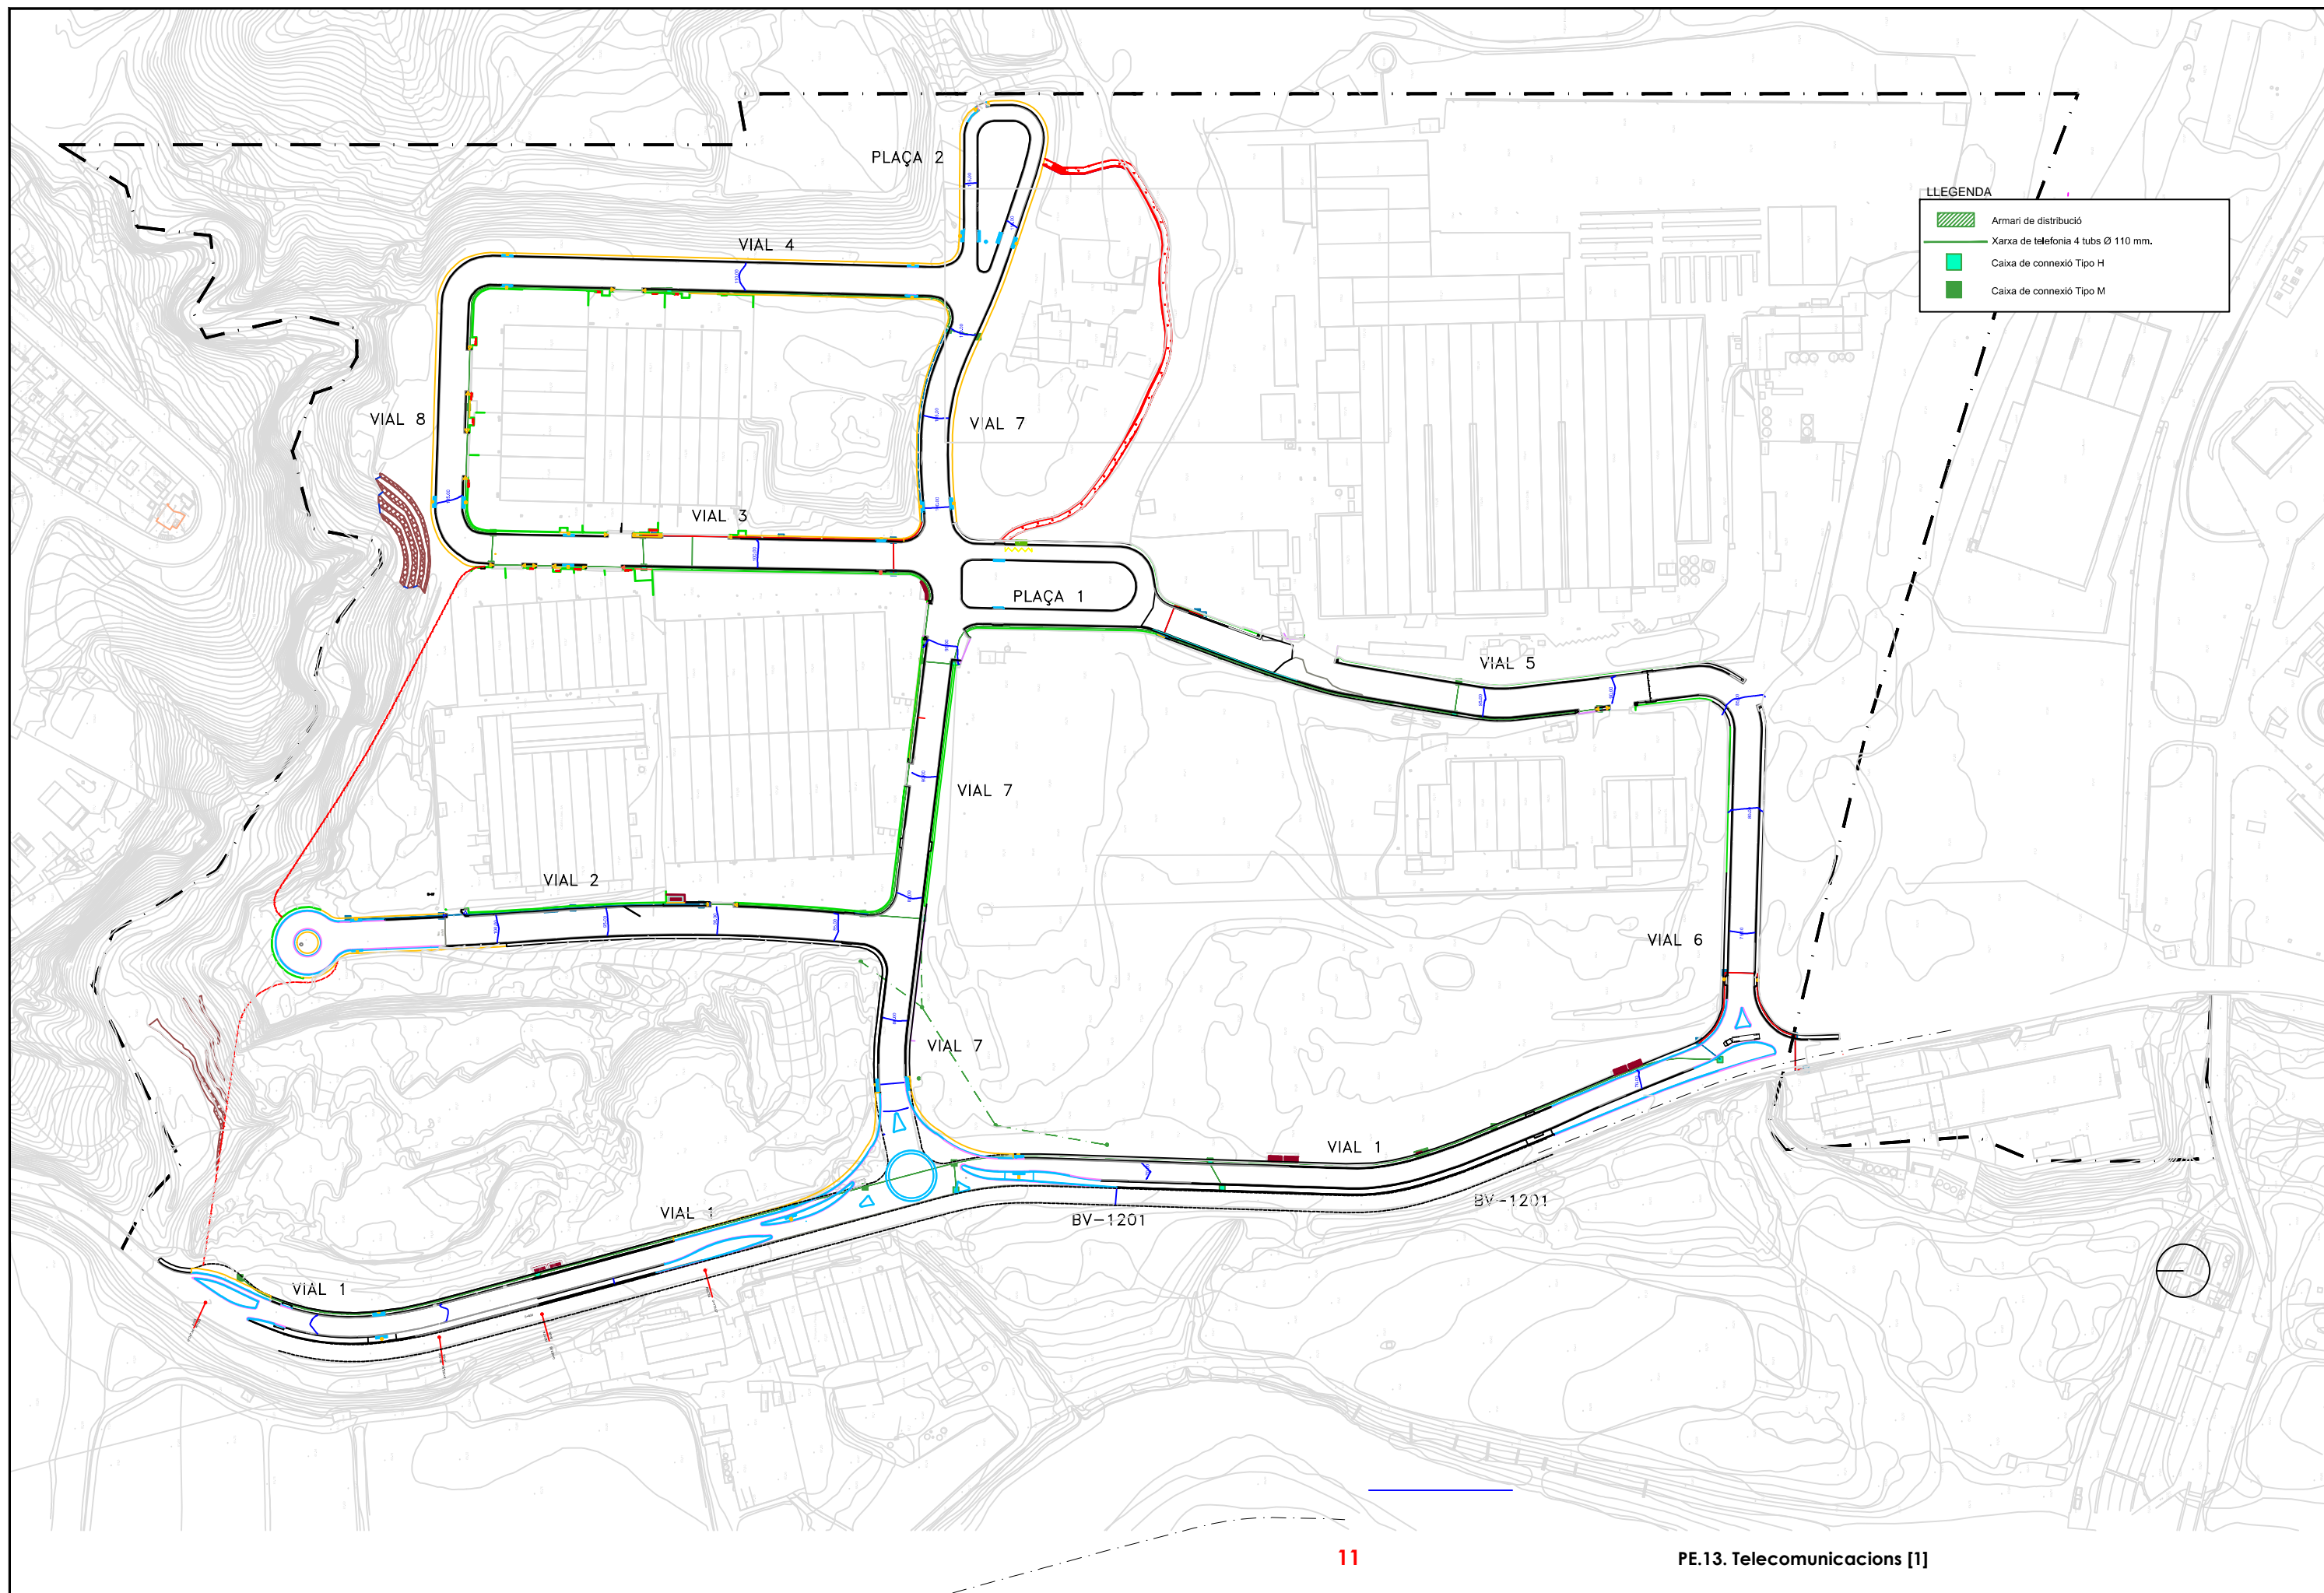 PLAÇA 2
LLEGENDA
Armari de distribució
Xarxa de telefonia 4 tubs Ø 110 mm.
Caixa de connexió Tipo H
Caixa de connexió Tipo M
VIAL 4
VIAL 8
VIAL 7
VIAL 3
PLAÇA 1
VIAL 5
VIAL 7
VIAL 2
VIAL 6
VIAL 7
VIAL 1
VIAL 1
BV-1201
BV-1201
VIAL 1
11
PE.13. Telecomunicacions [1]